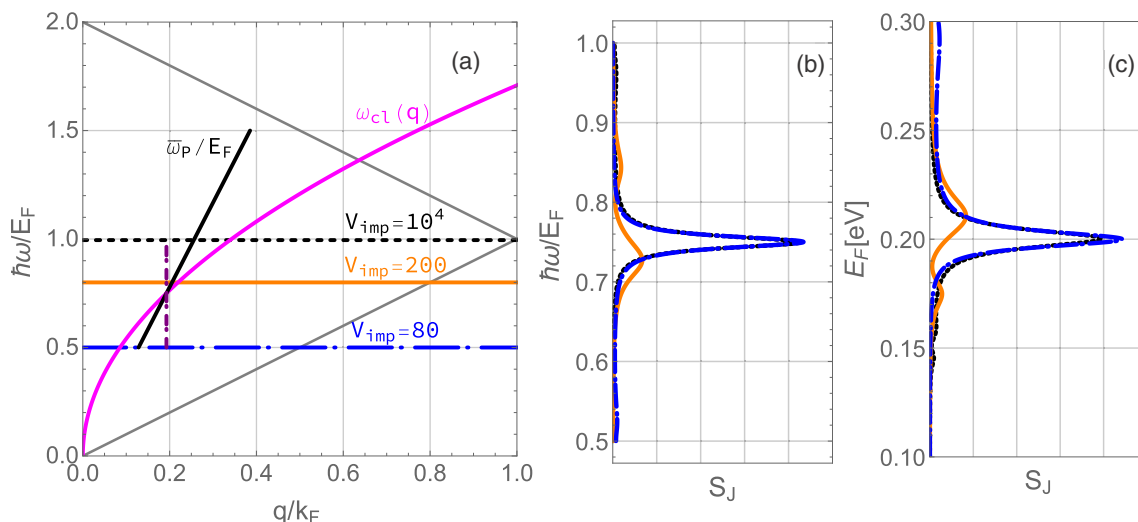 2.0
1.5
1.0
0.5
0.0
ħω/E_F
(a)
ω_cl(q)
ω̅_P/E_F
V_imp=10⁴
V_imp=200
V_imp=80
0.0 0.2 0.4 0.6 0.8 1.0
q/k_F
1.0
0.9
0.8
0.7
0.6
0.5
ħω/E_F
(b)
S_J
0.30
0.25
0.20
0.15
0.10
E_F[eV]
(c)
S_J